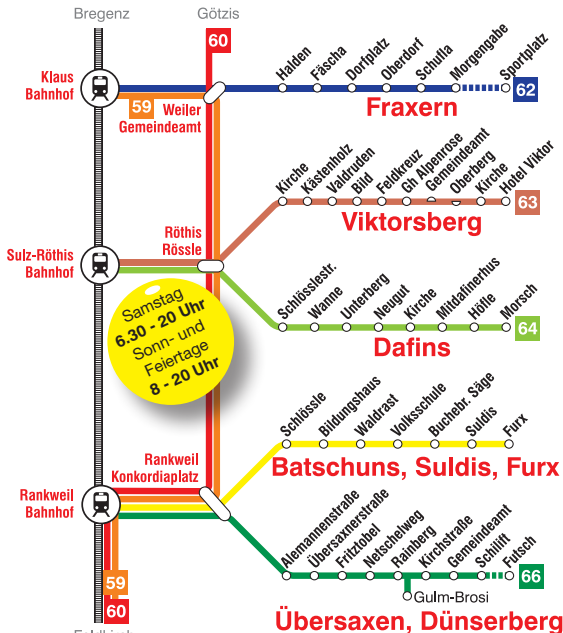 Bregenz
Götzis
60
Klaus
Bahnhof
59
Weiler
Gemeindeamt
Halden
Fäscha
Dorfplatz
Oberdorf
Schufla
Morgengabe
Sportplatz
62
Fraxern
Kirche
Kästenholz
Valdruden
Bild
Feldkreuz
Gh Alpenrose
Gemeindeamt
Oberberg
Kirche
Hotel Viktor
63
Viktorsberg
Röthis
Rössle
Sulz-Röthis
Bahnhof
Schlösslestr.
Wanne
Unterberg
Neugut
Kirche
Mildafinerhus
Höfle
Morsch
64
Dafins
Samstag
6.30 - 20 Uhr
Sonn- und
Feiertage
8 - 20 Uhr
Schlössle
Bildungshaus
Waldrast
Volksschule
Buchebr. Säge
Suldis
Furx
Batschuns, Suldis, Furx
Rankweil
Konkordiaplatz
Rankweil
Bahnhof
Alemannenstraße
Übersaxnerstraße
Fritztobel
Netschelweg
Rainberg
Kirchstraße
Gemeindeamt
Schilift
Futsch
66
Gulm-Brosi
Übersaxen, Dünserberg
59
60